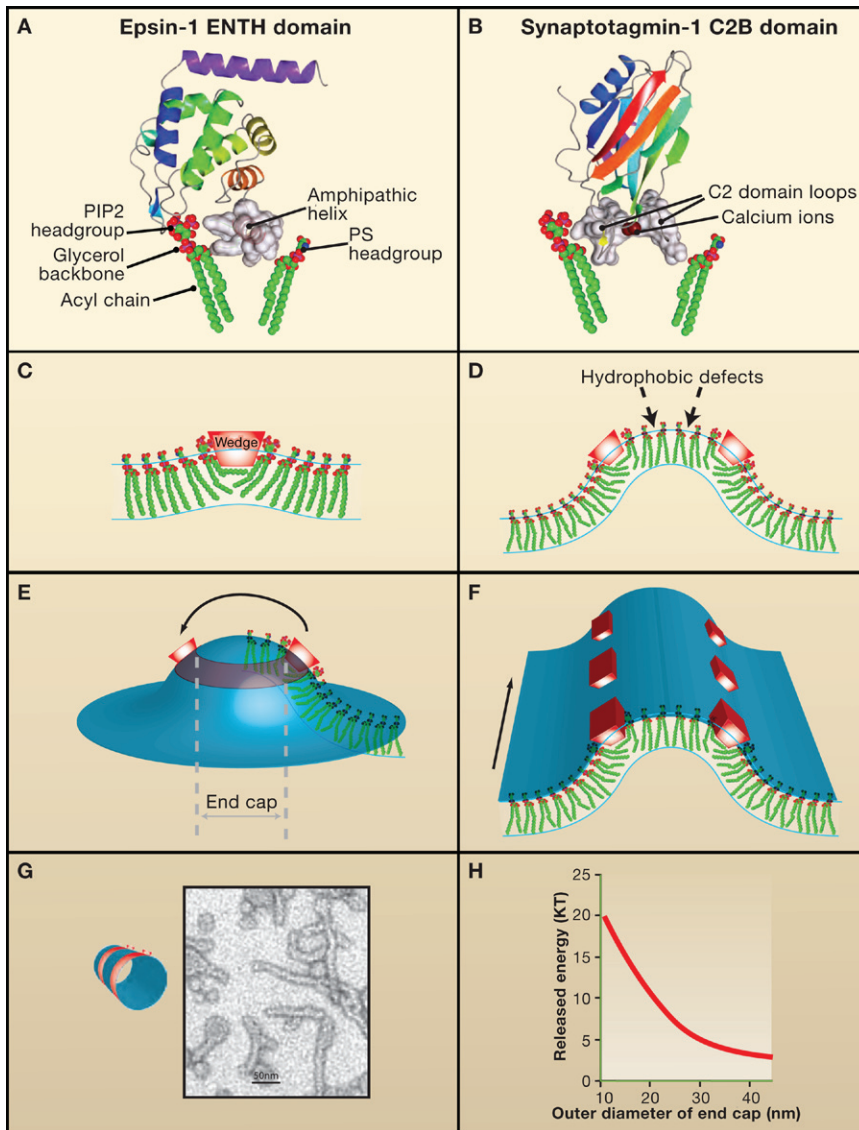 A
Epsin-1 ENTH domain
PIP2
headgroup
Glycerol
backbone
Acyl chain
Amphipathic
helix
PS
headgroup
B
Synaptotagmin-1 C2B domain
C2 domain loops
Calcium ions
C
Wedge
D
Hydrophobic defects
E
End cap
F
G
50nm
H
Released energy (KT)
25
20
15
10
5
0
10
20
30
40
Outer diameter of end cap (nm)